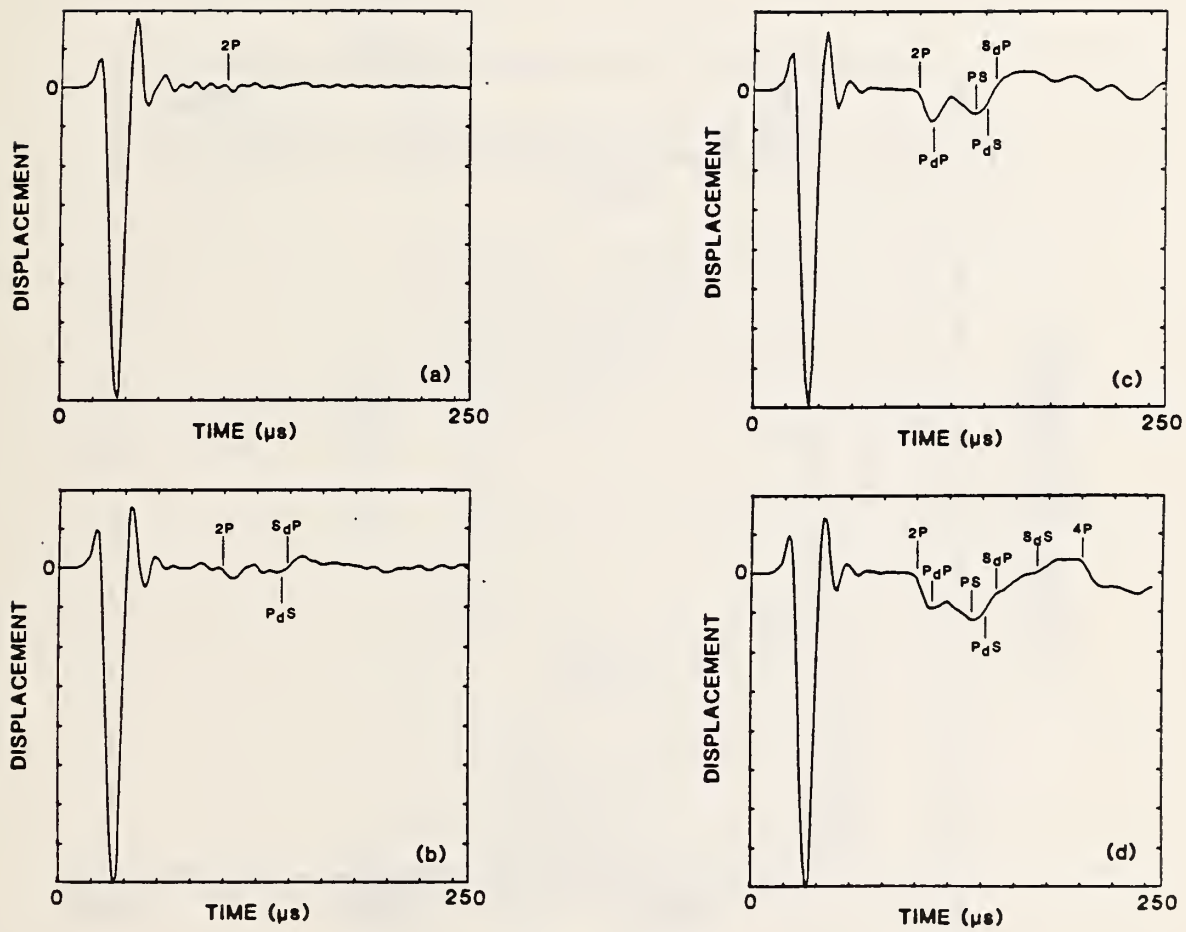 2P
0
DISPLACEMENT
(a)
0
250
TIME (µs)
2P
SdP
PdS
0
DISPLACEMENT
(b)
0
250
TIME (µs)
SdP
2P
PS
0
PdP
PdS
DISPLACEMENT
(c)
0
250
TIME (µs)
2P
PdP
PS
SdP
SdS
4P
0
PdS
DISPLACEMENT
(d)
0
250
TIME (µs)